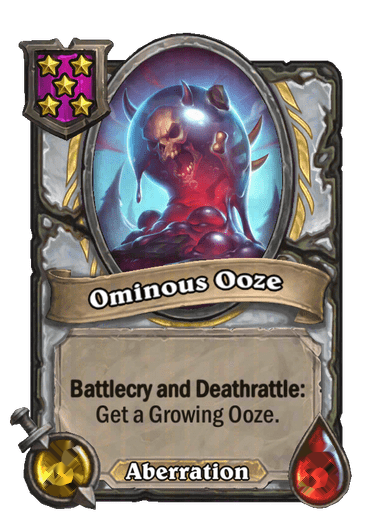 Ominous Ooze
Battlecry and Deathrattle:
Get a Growing Ooze.
Aberration